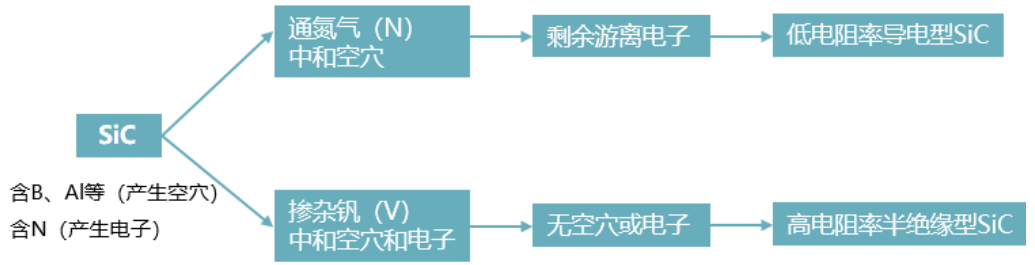 通氮气（N）
中和空穴
剩余游离电子
低电阻率导电型SiC
SiC
含B、Al等（产生空穴）
含N（产生电子）
掺杂钒（V）
中和空穴和电子
无空穴或电子
高电阻率半绝缘型SiC